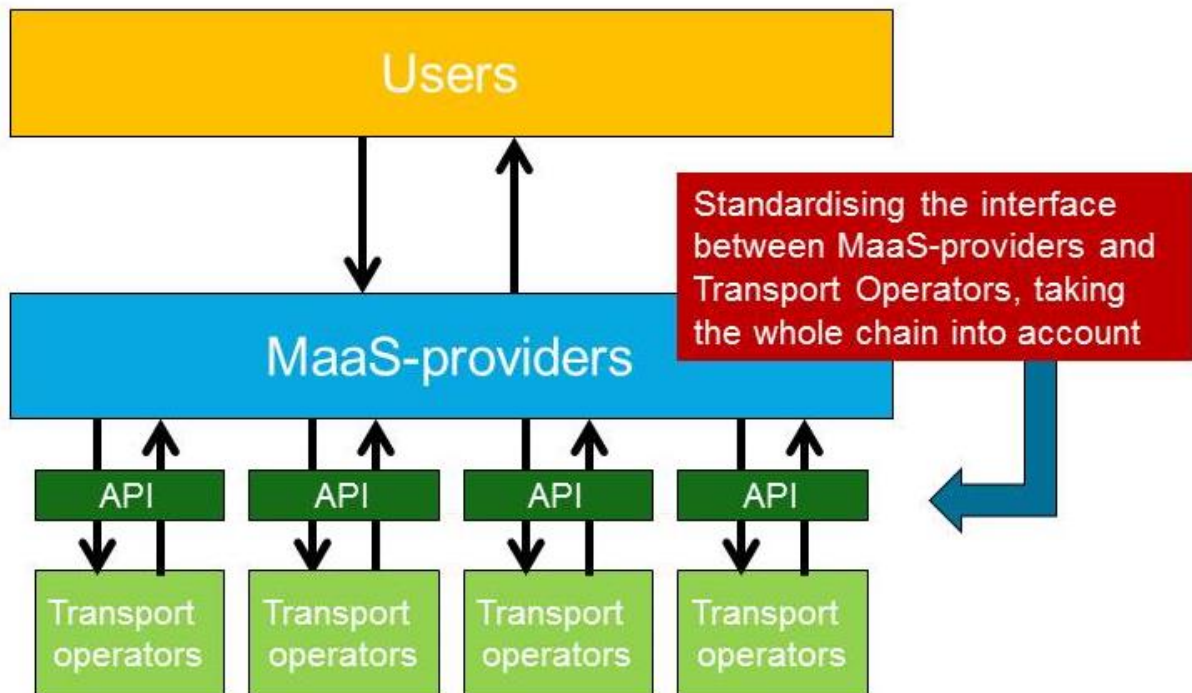 Users
Standardising the interface
between MaaS-providers and
Transport Operators, taking
the whole chain into account
MaaS-providers
API
API
API
API
Transport
operators
Transport
operators
Transport
operators
Transport
operators